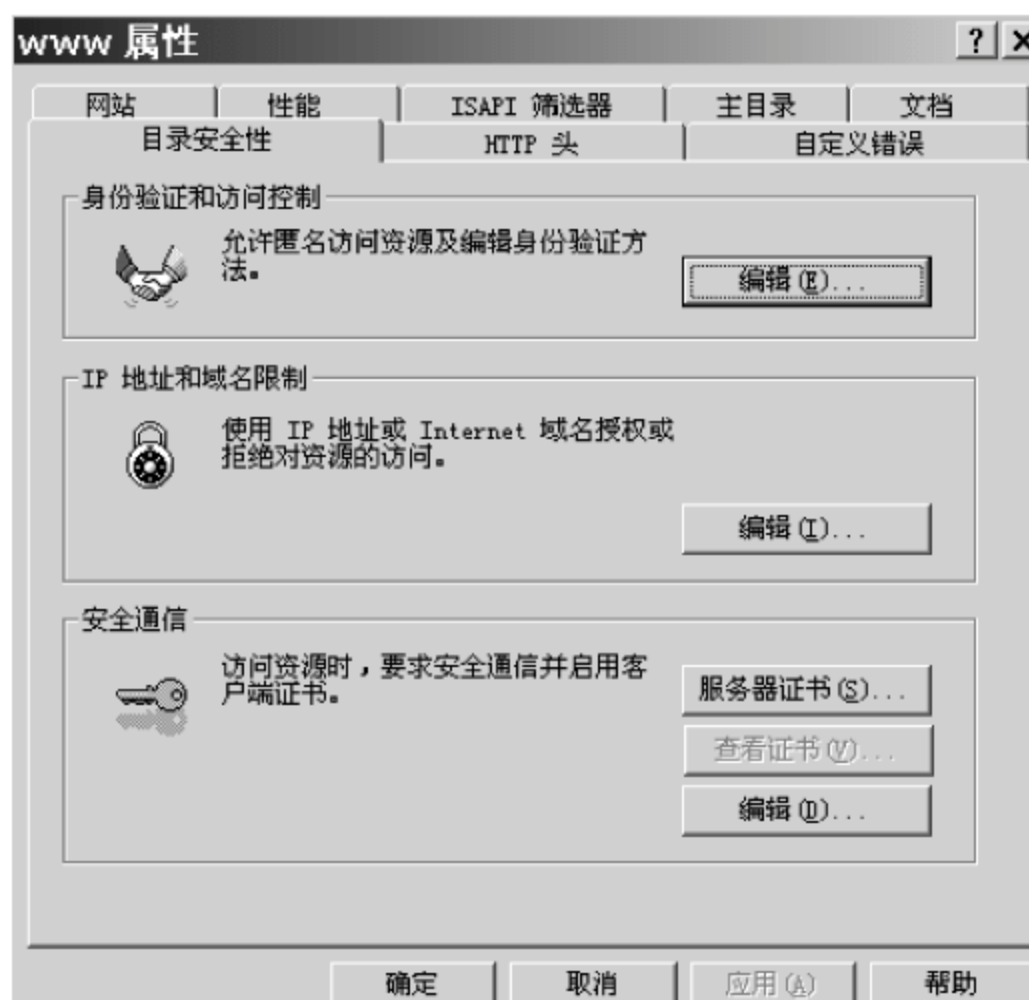 www 属性
网站 性能 ISAPI 筛选器 主目录 文档
目录安全性 HTTP 头 自定义错误
身份验证和访问控制
允许匿名访问资源及编辑身份验证方
法。
编辑(E)...
IP 地址和域名限制
使用 IP 地址或 Internet 域名授权或
拒绝对资源的访问。
编辑(I)...
安全通信
访问资源时，要求安全通信并启用客
户端证书。
服务器证书(S)...
查看证书(V)...
编辑(D)...
确定 取消 应用(A) 帮助